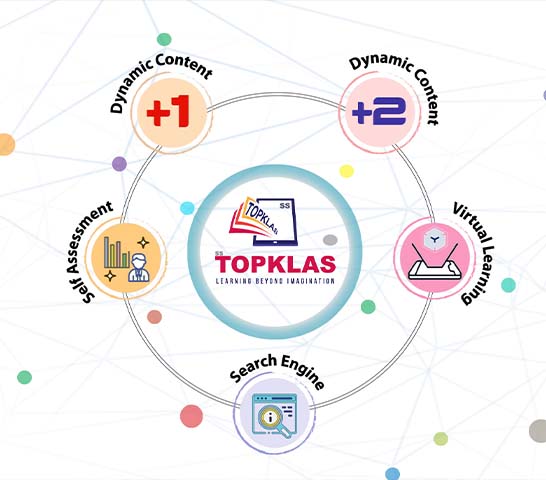 Dynamic Content
Dynamic Content
+1
+2
SS
TOPKLAS
Self Assessment
Virtual Learning
SS
TOPKLAS
LEARNING BEYOND IMAGINATION
Search Engine
i